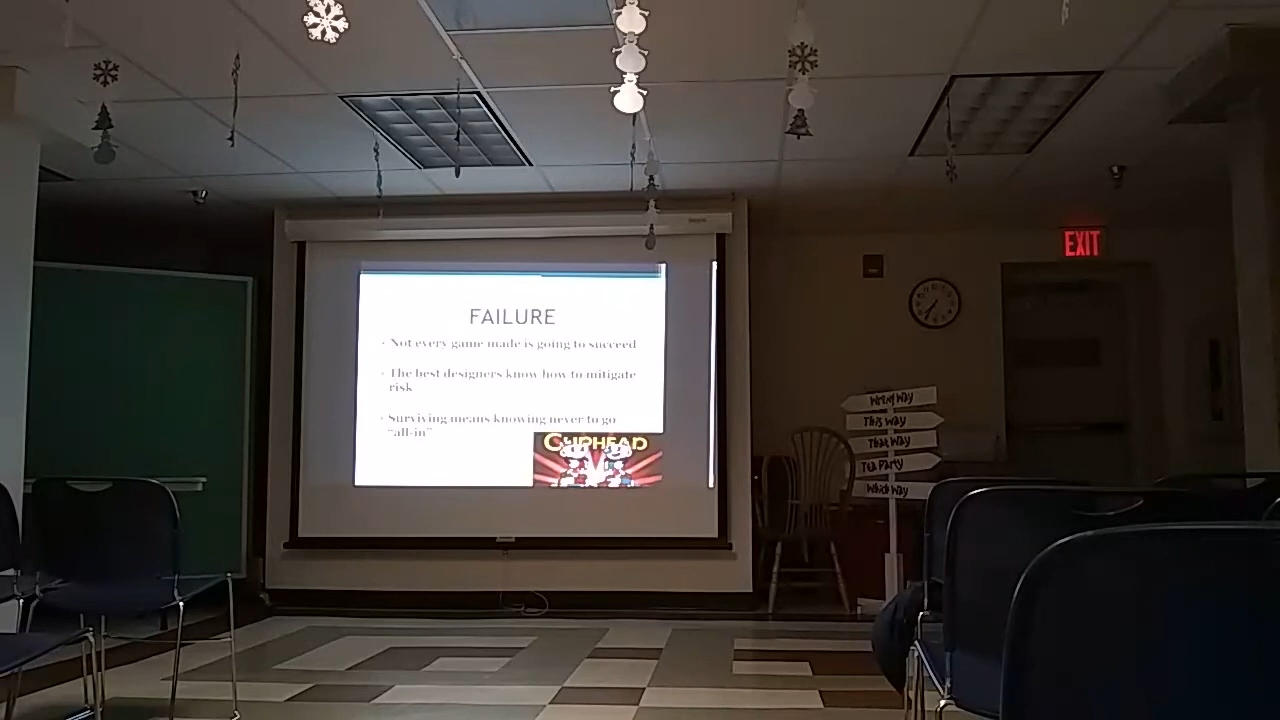 FAILURE
Not every game made is going to succeed
The best designers know how to mitigate
risk
Surviving means knowing never to go
"all-in"
CUPHEAD
EXIT
Wrong Way
This way
That Way
Tea Party
Which Way